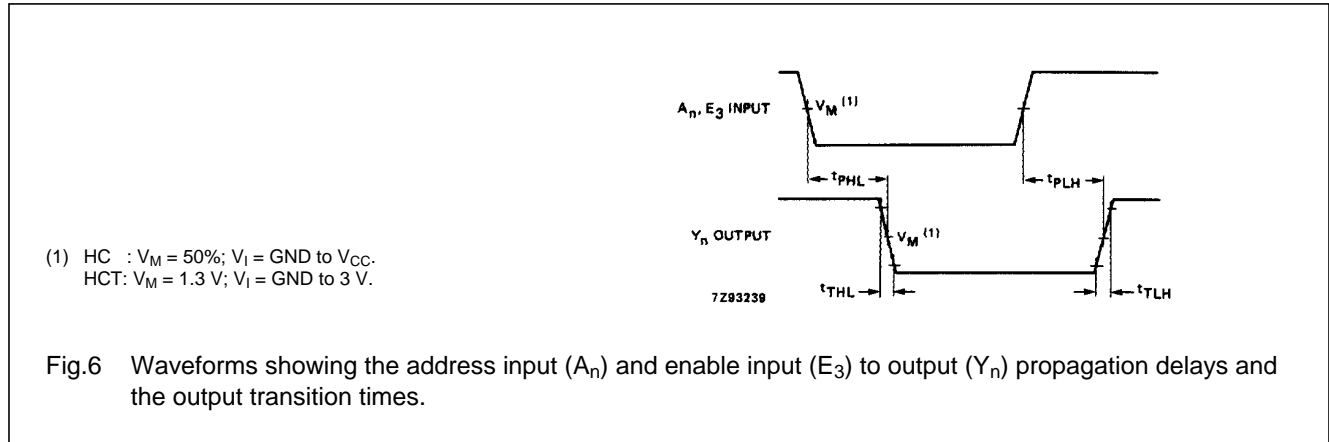 Aₙ, E₃ INPUT
V_M (1)
t_PHL
t_PLH
Yₙ OUTPUT
V_M (1)
t_THL
t_TLH
7Z93239
(1) HC : V_M = 50%; V_I = GND to V_CC.
HCT: V_M = 1.3 V; V_I = GND to 3 V.
Fig.6 Waveforms showing the address input (Aₙ) and enable input (E₃) to output (Yₙ) propagation delays and
the output transition times.